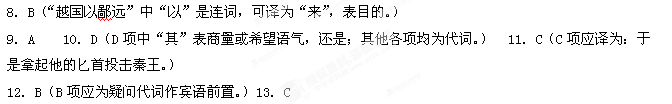 8. B（“越国以鄙远”中“以”是连词，可译为“来”，表目的。）
9. A 10. D（D项中“其”表商量或希望语气，还是；其他各项均为代词。） 11. C（C项应译为：于
是拿起他的匕首投击秦王。）
12. B（B项应为疑问代词作宾语前置。）13. C